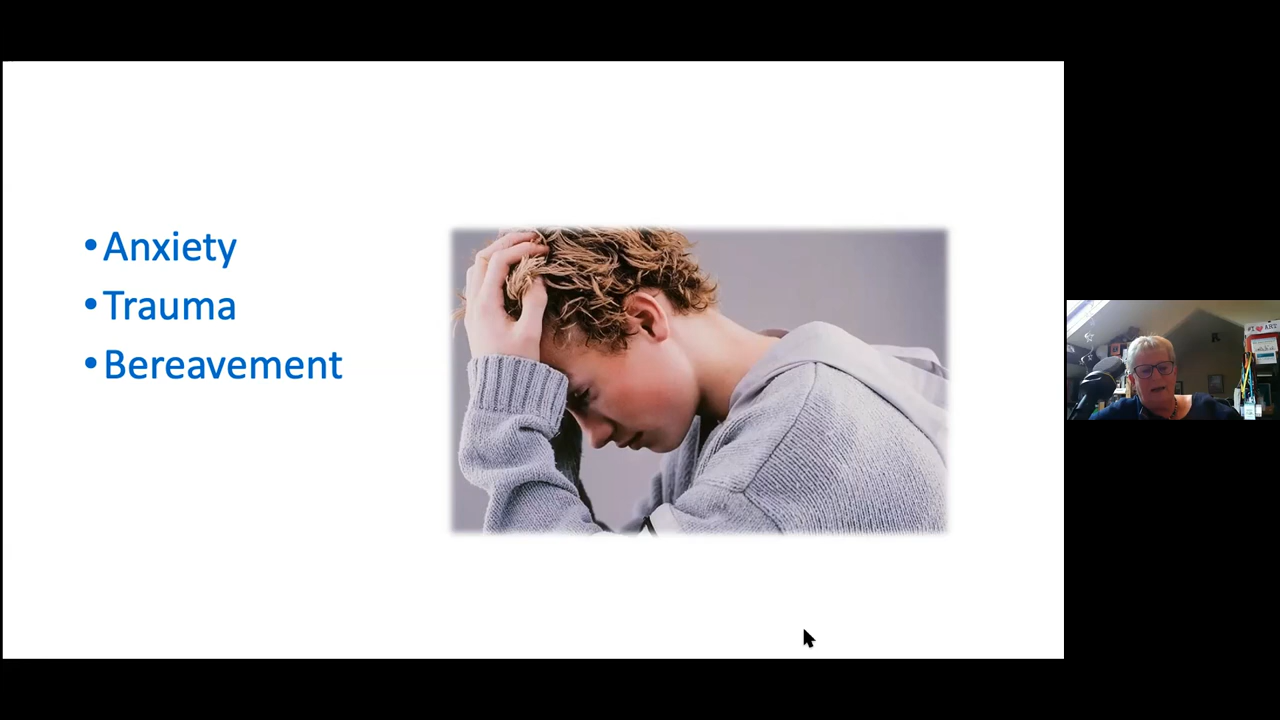 • Anxiety
• Trauma
• Bereavement